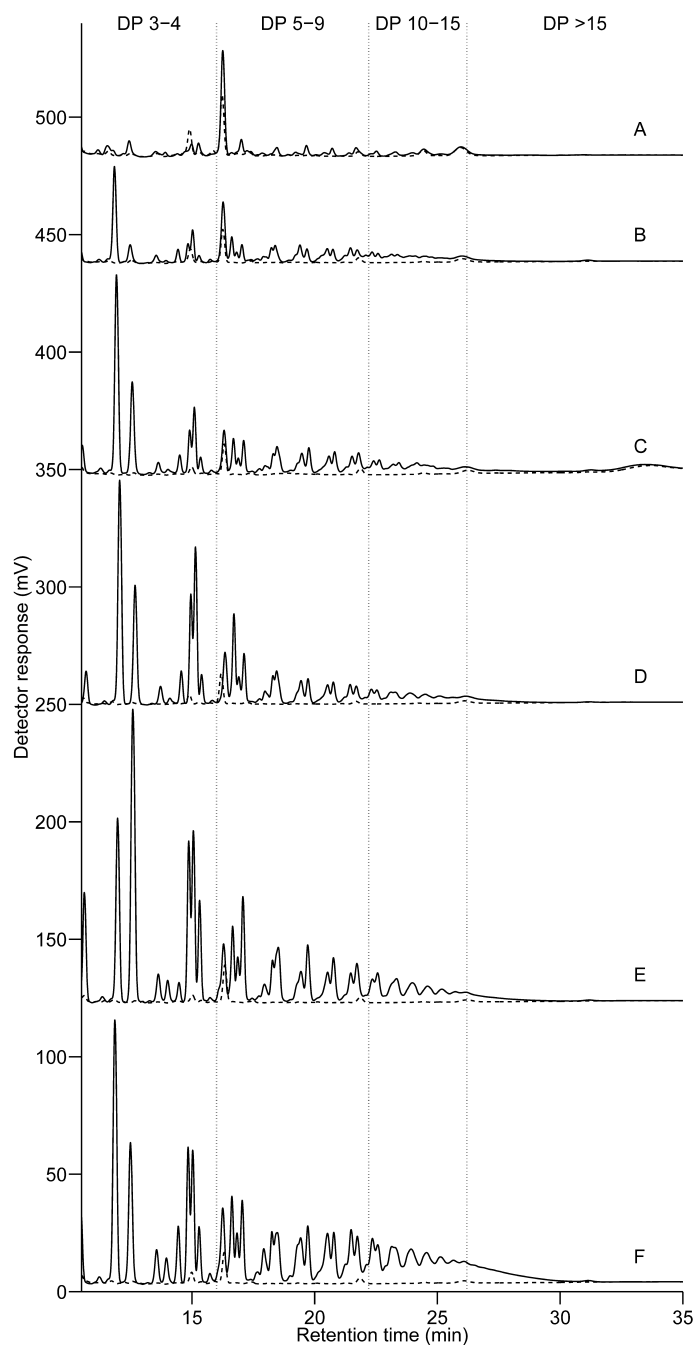 DP 3−4 DP 5−9 DP 10−15 DP >15
500
A
450
B
400
C
350
300
D
250
200
150
E
100
50
F
0
15 20 25 30 35
Retention time (min)
Detector response (mV)